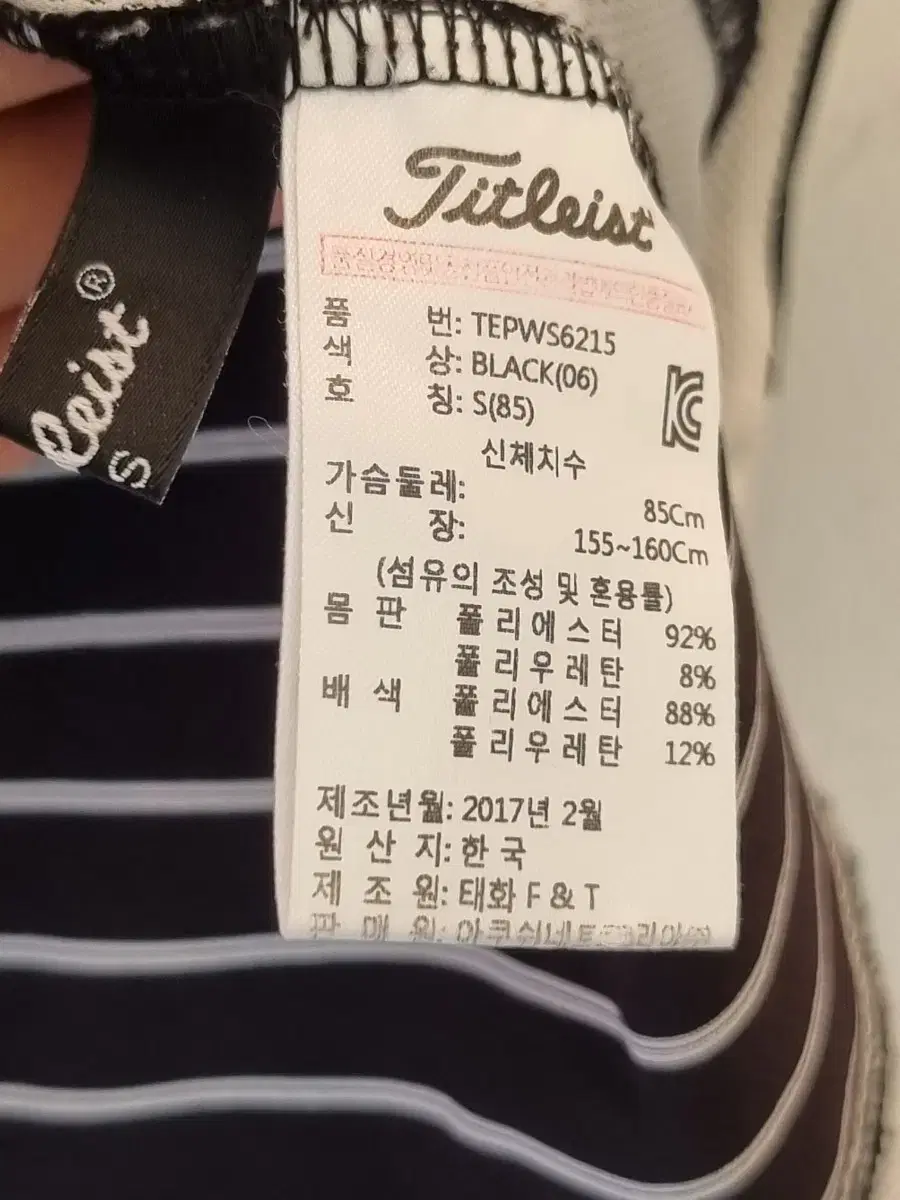 leist®
S
Titleist
품 번: TEPWS6215
색 상: BLACK(06)
호 칭: S(85)
신체치수
가슴둘레: 85Cm
신 장: 155~160Cm
(섬유의 조성 및 혼용률)
몸 판 폴리에스터 92%
폴리우레탄 8%
배 색 폴리에스터 88%
폴리우레탄 12%
제조년월: 2017년 2월
원 산 지: 한 국
제 조 원: 태화 F & T
판 매 원: